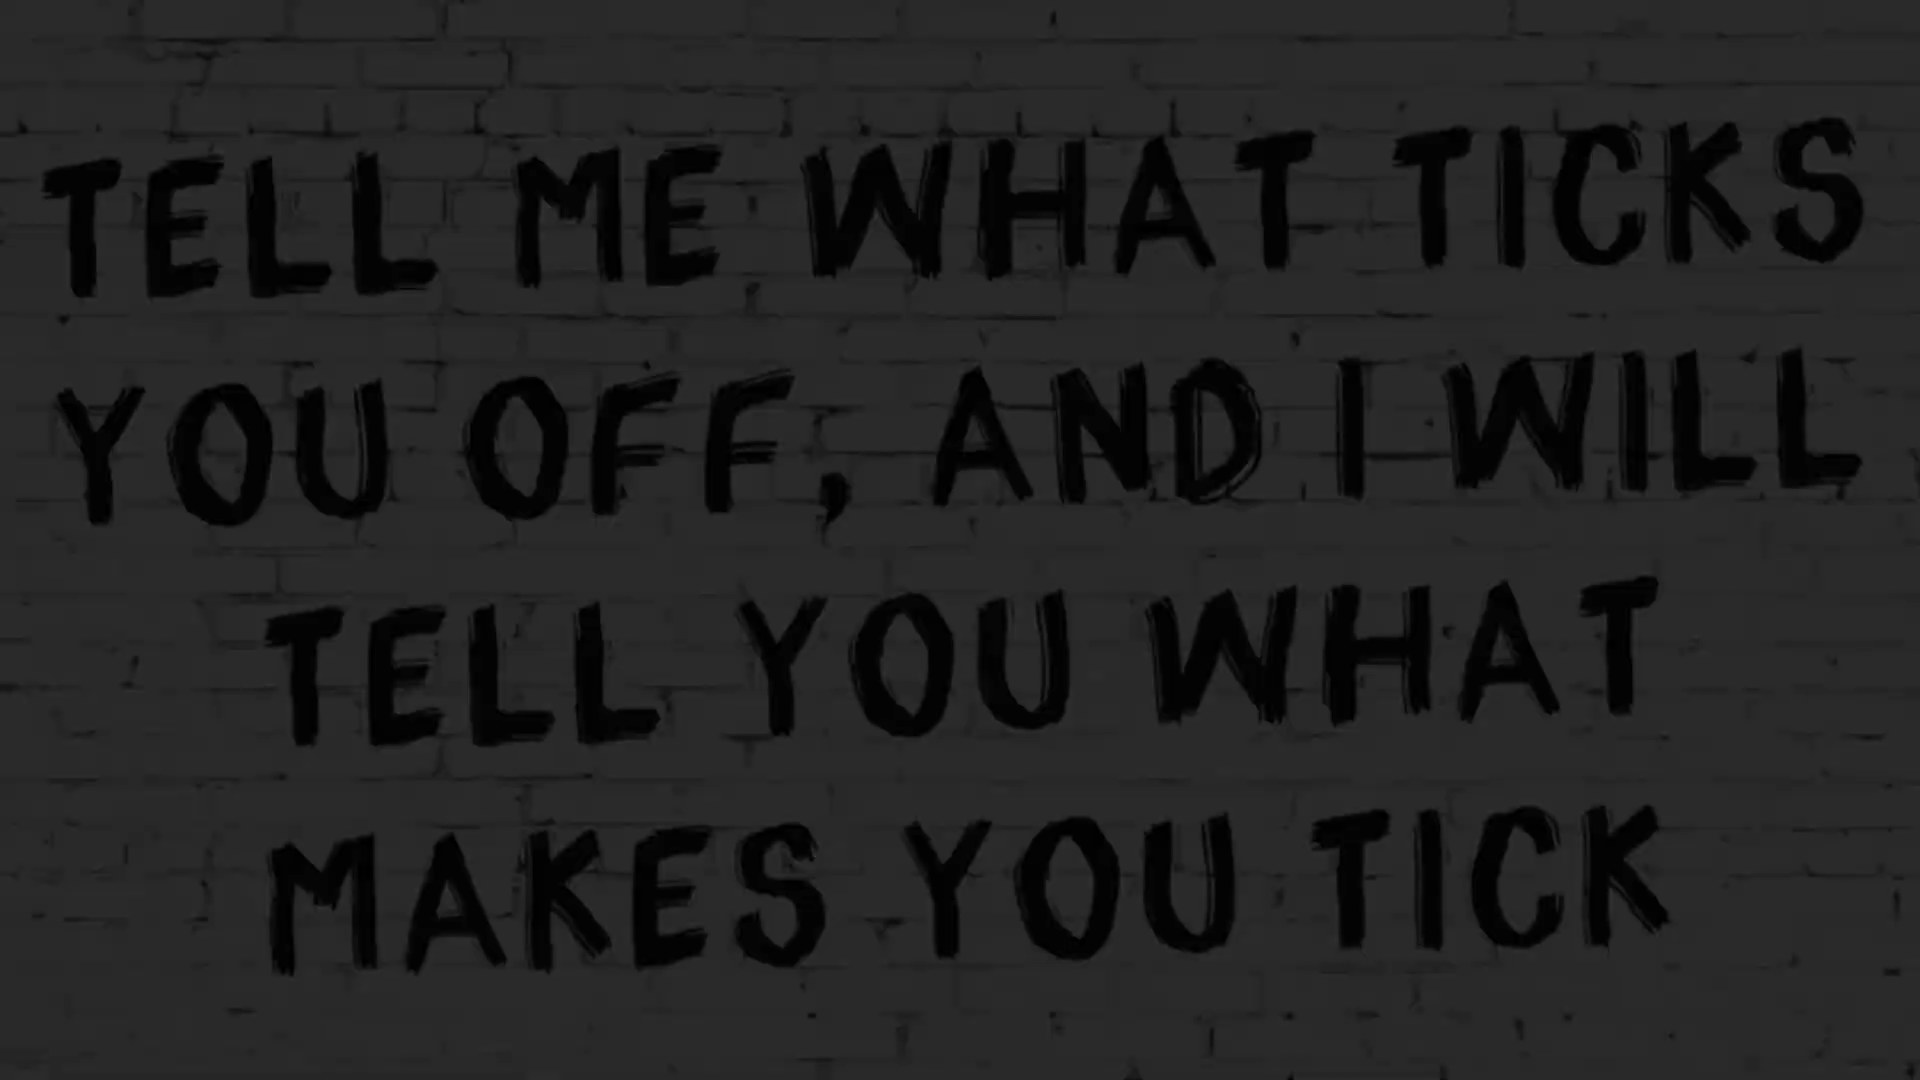 TELL ME WHAT TICKS
YOU OFF, AND I WILL
TELL YOU WHAT
MAKES YOU TICK